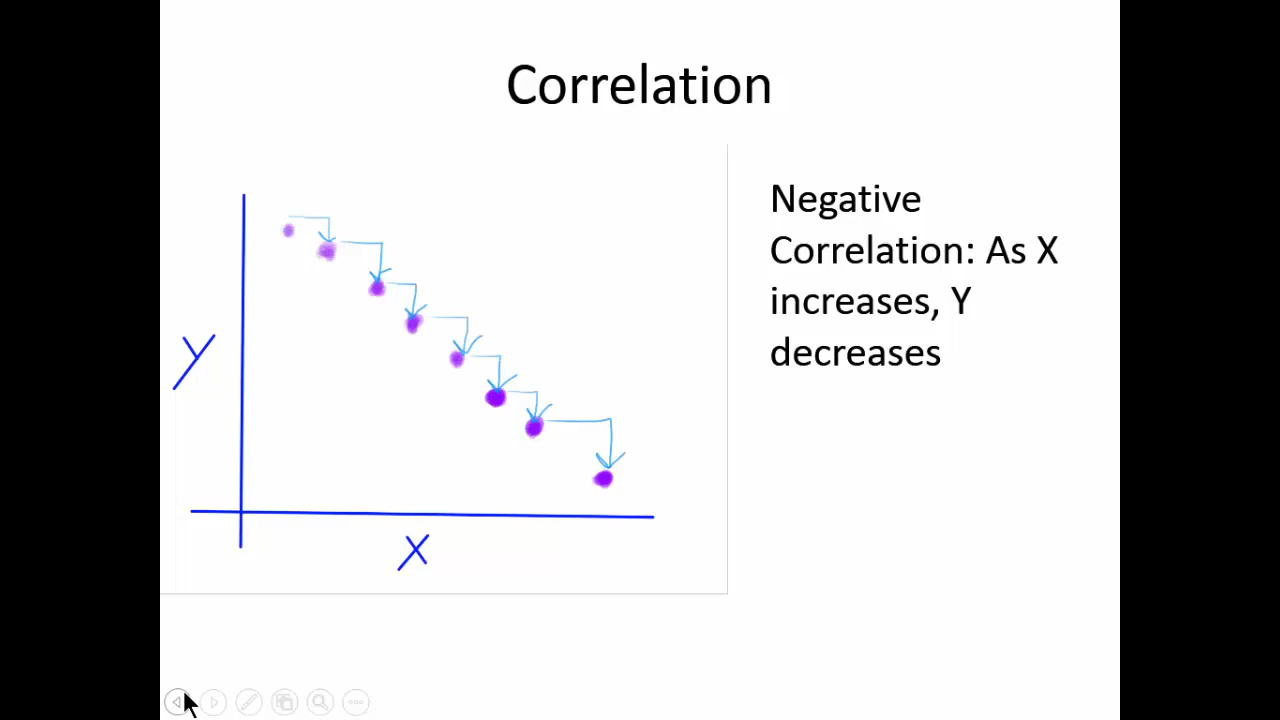 Correlation
Negative
Correlation: As X
increases, Y
decreases
Y
X